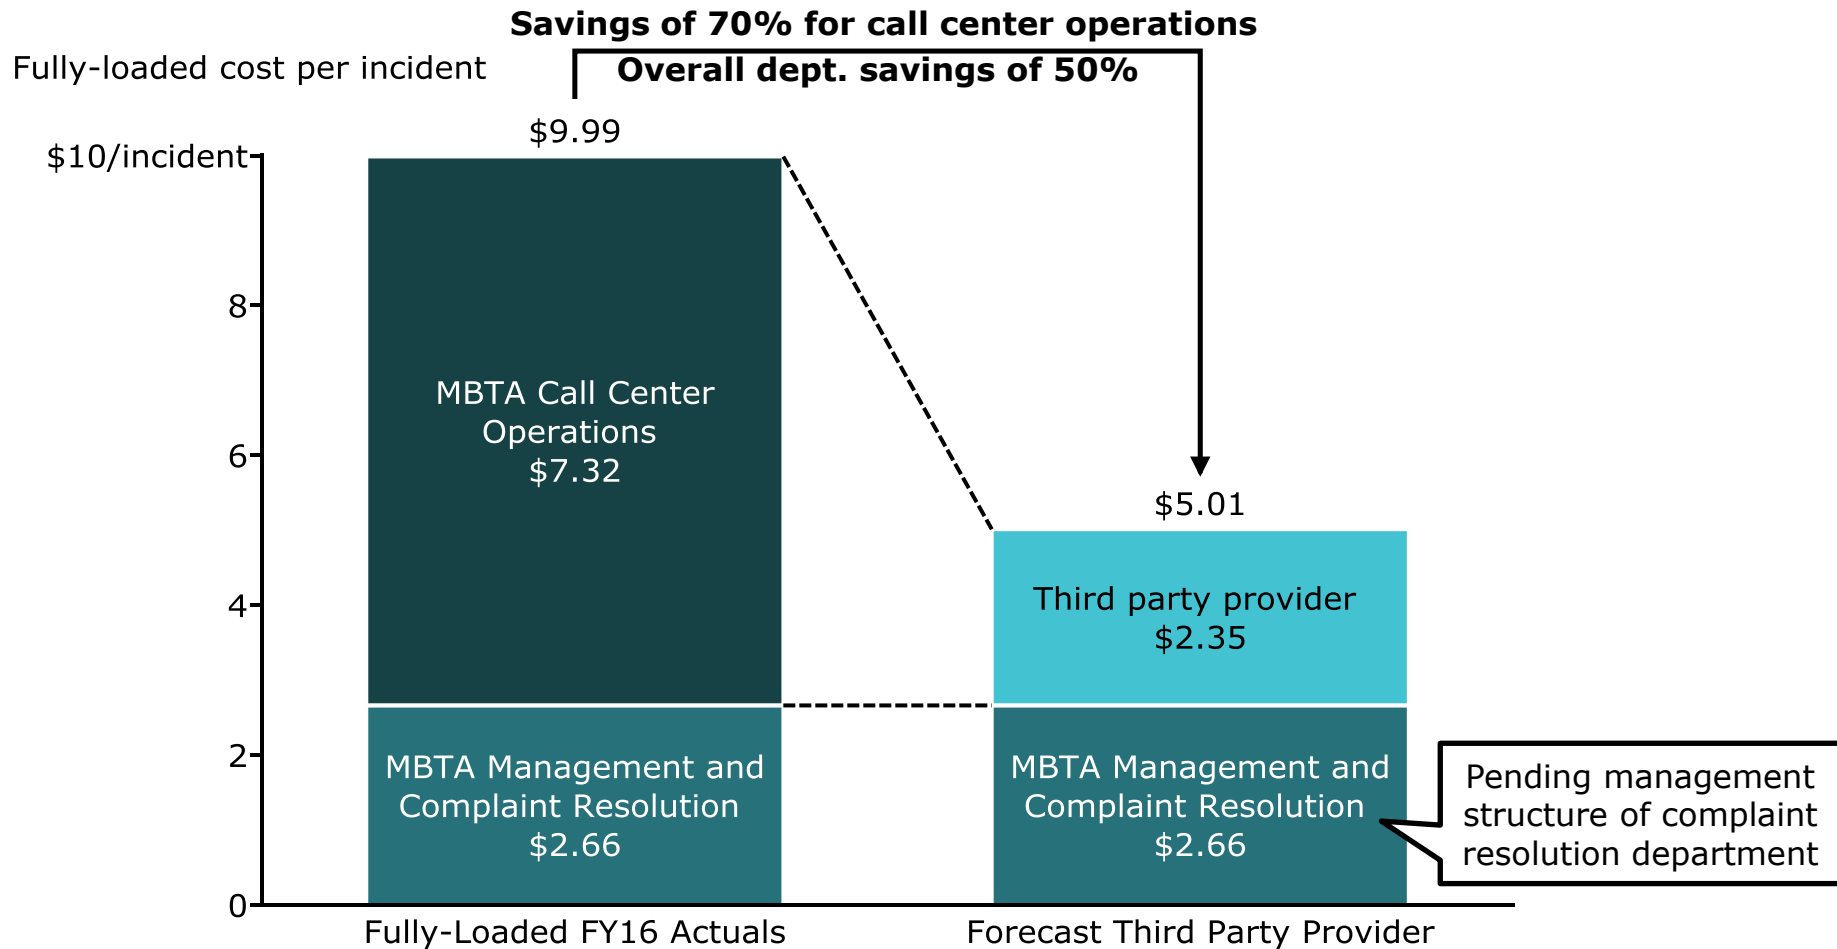 Savings of 70% for call center operations
Fully-loaded cost per incident
Overall dept. savings of 50%
$9.99
$10/incident
8
6
4
2
0
MBTA Call Center
Operations
$7.32
MBTA Management and
Complaint Resolution
$2.66
$5.01
Third party provider
$2.35
MBTA Management and
Complaint Resolution
$2.66
Pending management
structure of complaint
resolution department
Fully-Loaded FY16 Actuals
Forecast Third Party Provider